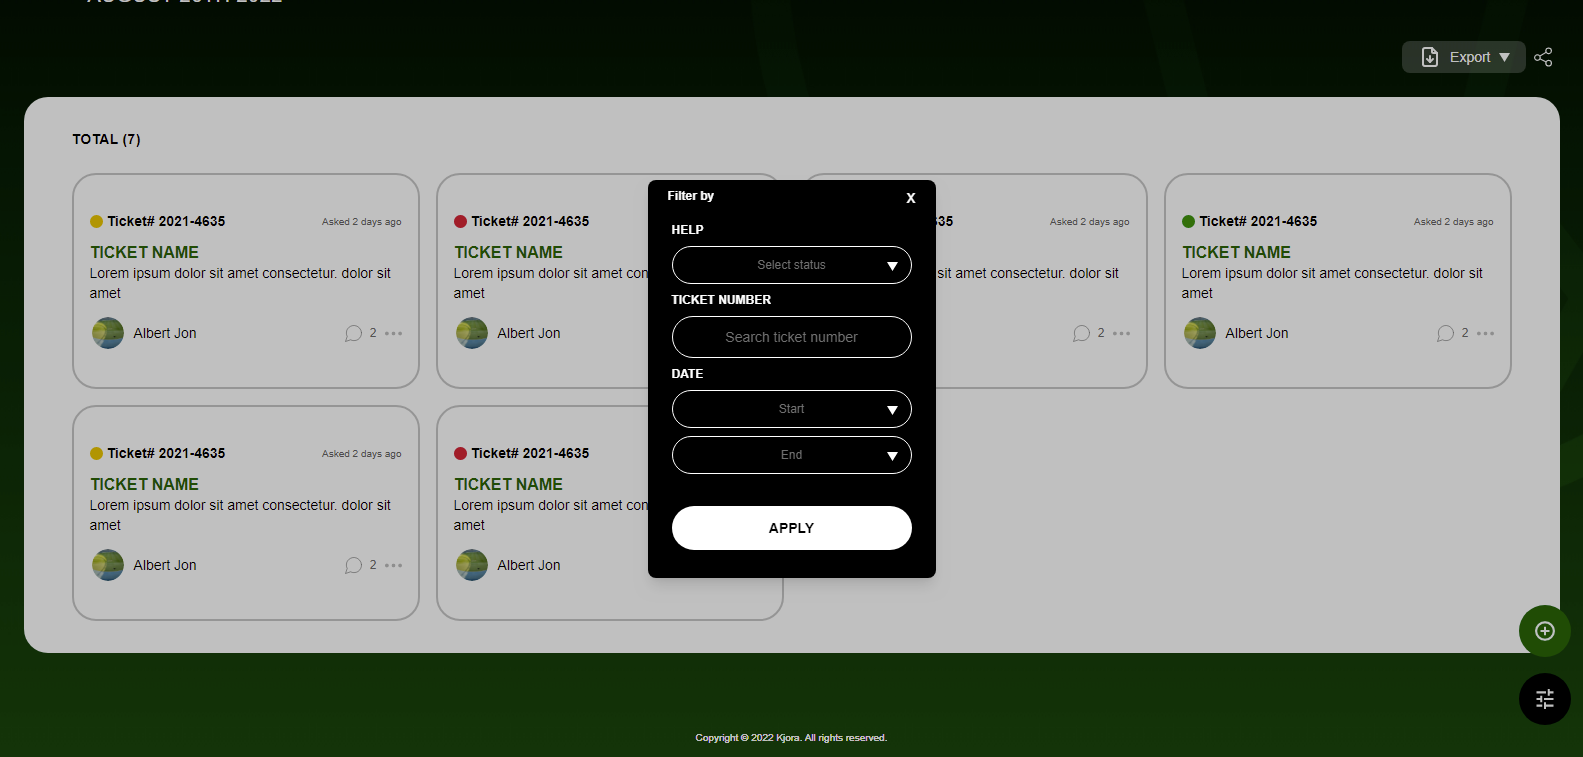 AUGUST 25TH 2022
Export
TOTAL (7)
Ticket# 2021-4635
Asked 2 days ago
TICKET NAME
Lorem ipsum dolor sit amet consectetur. dolor sit
amet
Albert Jon
2
Ticket# 2021-4635
TICKET NAME
Lorem ipsum dolor sit amet con
amet
Albert Jon
35
Asked 2 days ago
sit amet consectetur. dolor sit
2
Ticket# 2021-4635
Asked 2 days ago
TICKET NAME
Lorem ipsum dolor sit amet consectetur. dolor sit
amet
Albert Jon
2
Ticket# 2021-4635
Asked 2 days ago
TICKET NAME
Lorem ipsum dolor sit amet consectetur. dolor sit
amet
Albert Jon
2
Ticket# 2021-4635
TICKET NAME
Lorem ipsum dolor sit amet con
amet
Albert Jon
Filter by
X
HELP
Select status
TICKET NUMBER
Search ticket number
DATE
Start
End
APPLY
Copyright © 2022 Kjora. All rights reserved.